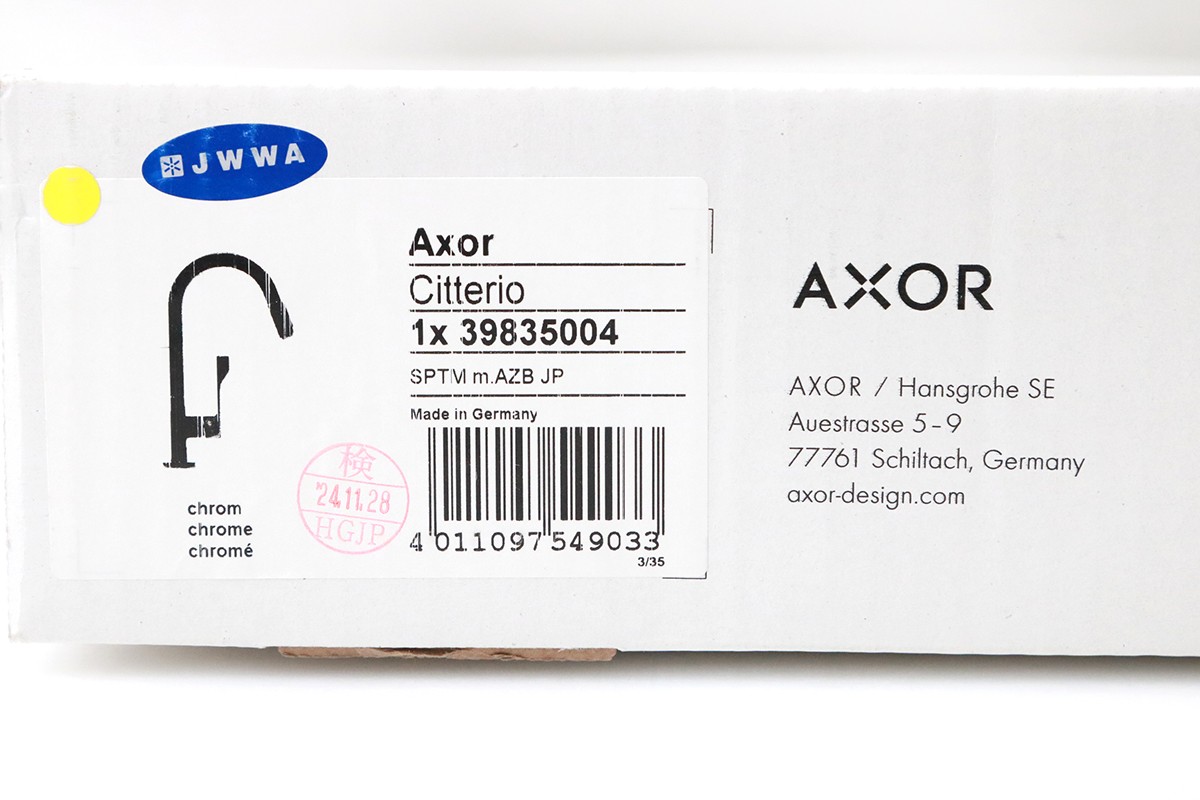 JWWA
Axor
Citterio
1x 39835004
SPTM m.AZB JP
Made in Germany
chrom
chrome
chromé
検
'24.11.28
HGJP
4 011097 549033
3/35
AXOR
AXOR / Hansgrohe SE
Auestrasse 5-9
77761 Schiltach, Germany
axor-design.com